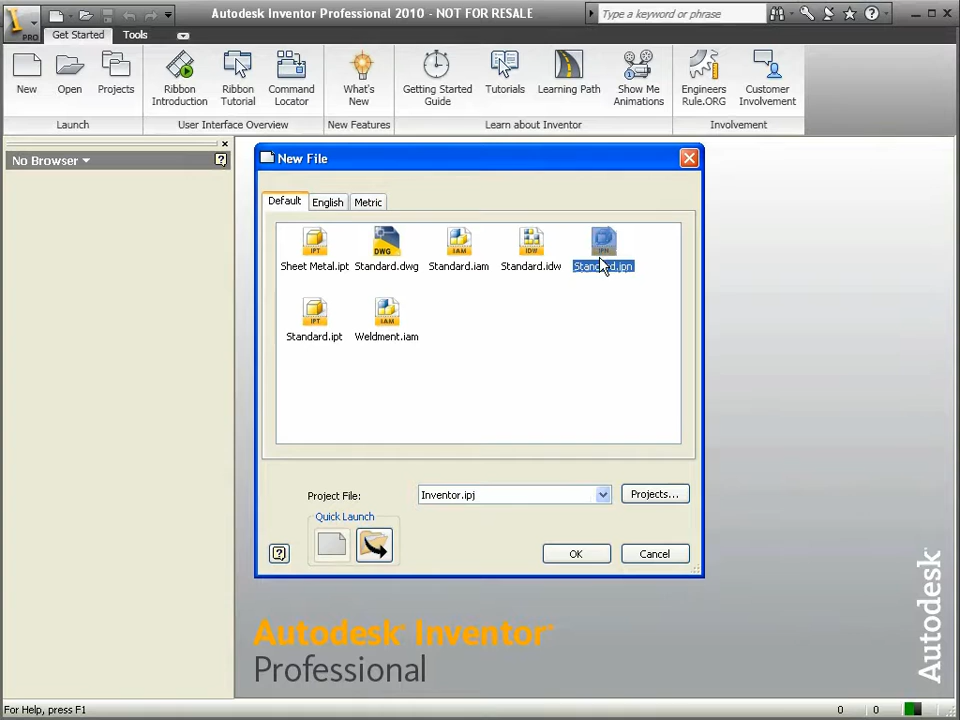 Autodesk Inventor Professional 2010 - NOT FOR RESALE
Type a keyword or phrase
PRO
Get Started
Tools
New
Open
Projects
Ribbon Introduction
Ribbon Tutorial
Command Locator
What's New
Getting Started Guide
Tutorials
Learning Path
Show Me Animations
Engineers Rule.ORG
Customer Involvement
Launch
User Interface Overview
New Features
Learn about Inventor
Involvement
No Browser
New File
Default
English
Metric
IPT
DWG
IAM
IDW
IPN
Sheet Metal.ipt
Standard.dwg
Standard.iam
Standard.idw
Standard.ipn
IPT
IAM
Standard.ipt
Weldment.iam
Project File:
Inventor.ipj
Projects...
Quick Launch
OK
Cancel
Autodesk Inventor
Professional
Autodesk
For Help, press F1
0
0